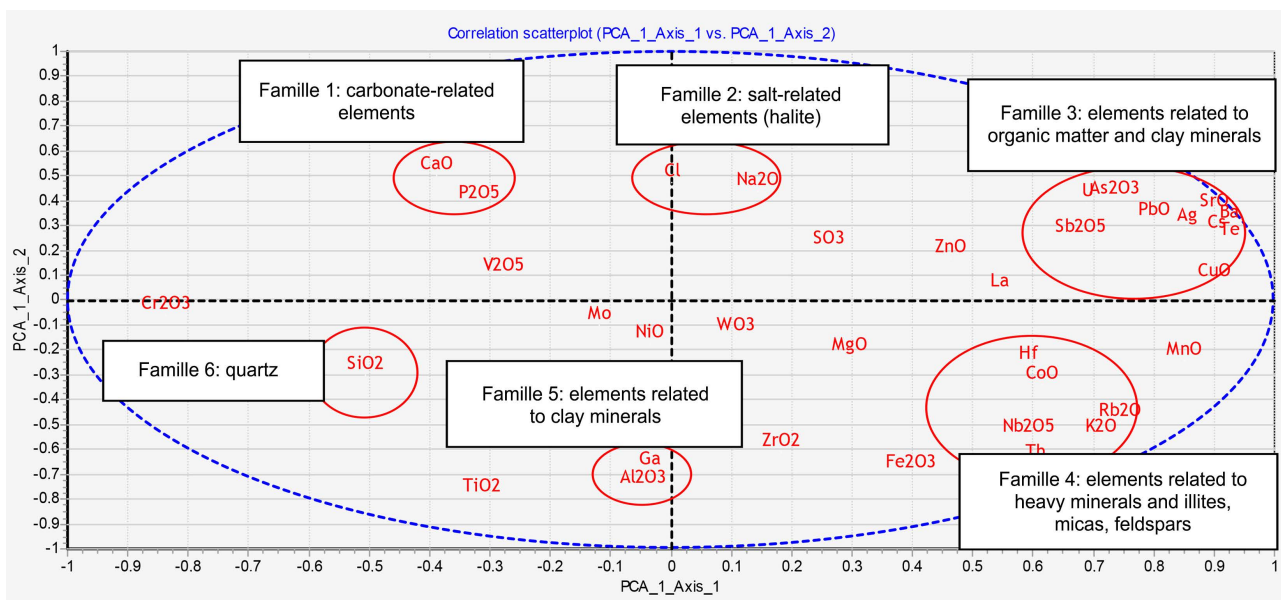 Correlation scatterplot (PCA_1_Axis_1 vs. PCA_1_Axis_2)
Famille 1: carbonate-related
elements
Famille 2: salt-related
elements (halite)
Famille 3: elements related to
organic matter and clay minerals
CaO
P2O5
Cl
Na2O
U
As2O3
SrO
PbO
Ag
Ba
Sb2O5
Cs
Te
SO3
ZnO
V2O5
CuO
La
Cr2O3
Mo
NiO
WO3
MgO
Hf
MnO
CoO
SiO2
Famille 6: quartz
Famille 5: elements related
to clay minerals
Rb2O
Nb2O5
K2O
ZrO2
Th
Ga
Fe2O3
Al2O3
TiO2
Famille 4: elements related to
heavy minerals and illites,
micas, feldspars
PCA_1_Axis_2
1
0.9
0.8
0.7
0.6
0.5
0.4
0.3
0.2
0.1
0
-0.1
-0.2
-0.3
-0.4
-0.5
-0.6
-0.7
-0.8
-0.9
-1
-1 -0.9 -0.8 -0.7 -0.6 -0.5 -0.4 -0.3 -0.2 -0.1 0 0.1 0.2 0.3 0.4 0.5 0.6 0.7 0.8 0.9 1
PCA_1_Axis_1